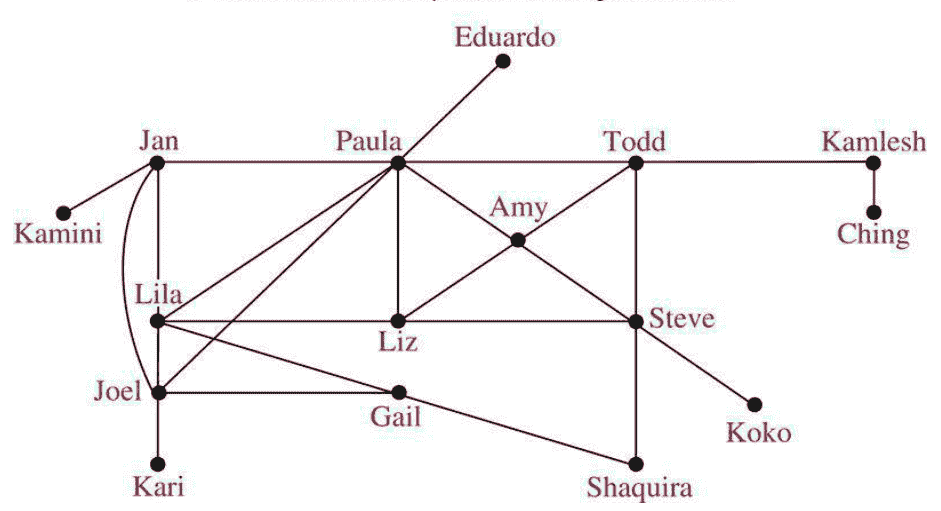 Eduardo
Jan
Paula
Todd
Kamlesh
Kamini
Amy
Ching
Lila
Liz
Steve
Joel
Gail
Koko
Kari
Shaquira